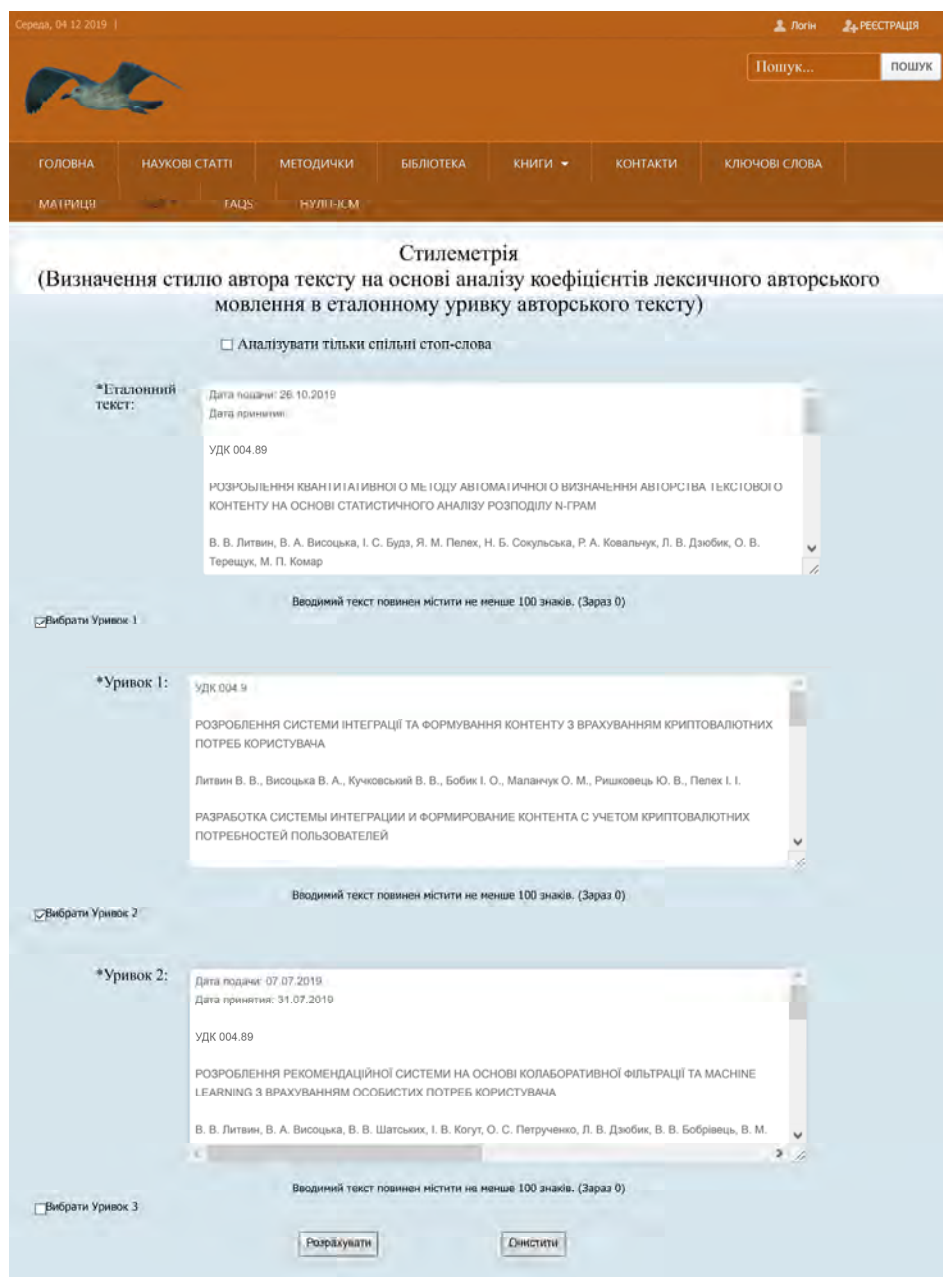 Середа, 04 12 2019 |
Логін
РЕЄСТРАЦІЯ
Пошук...
ПОШУК
ГОЛОВНА
НАУКОВІ СТАТТІ
МЕТОДИЧКИ
БІБЛІОТЕКА
КНИГИ
КОНТАКТИ
КЛЮЧОВІ СЛОВА
МАТРИЦЯ
FAQS
Стилеметрія
(Визначення стилю автора тексту на основі аналізу коефіцієнтів лексичного авторського
мовлення в еталонному уривку авторського тексту)
Аналізувати тільки спільні стоп-слова
*Еталонний
текст:
Дата подачи: 26.10.2019
Дата принятия:
УДК 004.89
РОЗРОБЛЕННЯ КВАНТИТАТИВНОГО МЕТОДУ АВТОМАТИЧНОГО ВИЗНАЧЕННЯ АВТОРСТВА ТЕКСТОВОГО
КОНТЕНТУ НА ОСНОВІ СТАТИСТИЧНОГО АНАЛІЗУ РОЗПОДІЛУ N-ГРАМ
В. В. Литвин, В. А. Висоцька, І. С. Будз, Я. М. Пелех, Н. Б. Сокульська, Р. А. Ковальчук, Л. В. Дзюбик, О. В.
Терещук, М. П. Комар
Вводимий текст повинен містити не менше 100 знаків. (Зараз 0)
Вибрати Уривок 1
*Уривок 1:
УДК 004.9
РОЗРОБЛЕННЯ СИСТЕМИ ІНТЕГРАЦІЇ ТА ФОРМУВАННЯ КОНТЕНТУ З ВРАХУВАННЯМ КРИПТОВАЛЮТНИХ
ПОТРЕБ КОРИСТУВАЧА
Литвин В. В., Висоцька В. А., Кучковський В. В., Бобик І. О., Маланчук О. М., Ришковець Ю. В., Пелех І. І.
РАЗРАБОТКА СИСТЕМЫ ИНТЕГРАЦИИ И ФОРМИРОВАНИЕ КОНТЕНТА С УЧЕТОМ КРИПТОВАЛЮТНИХ
ПОТРЕБНОСТЕЙ ПОЛЬЗОВАТЕЛЕЙ
Вводимий текст повинен містити не менше 100 знаків. (Зараз 0)
Вибрати Уривок 2
*Уривок 2:
Дата подачи: 07.07.2019
Дата принятия: 31.07.2019
УДК 004.89
РОЗРОБЛЕННЯ РЕКОМЕНДАЦІЙНОЇ СИСТЕМИ НА ОСНОВІ КОЛАБОРАТИВНОЇ ФІЛЬТРАЦІЇ ТА MACHINE
LEARNING З ВРАХУВАННЯМ ОСОБИСТИХ ПОТРЕБ КОРИСТУВАЧА
В. В. Литвин, В. А. Висоцька, В. В. Шатських, І. В. Когут, О. С. Петрученко, Л. В. Дзюбик, В. В. Бобрівець, В. М.
Вводимий текст повинен містити не менше 100 знаків. (Зараз 0)
Вибрати Уривок 3
Розрахувати
Очистити